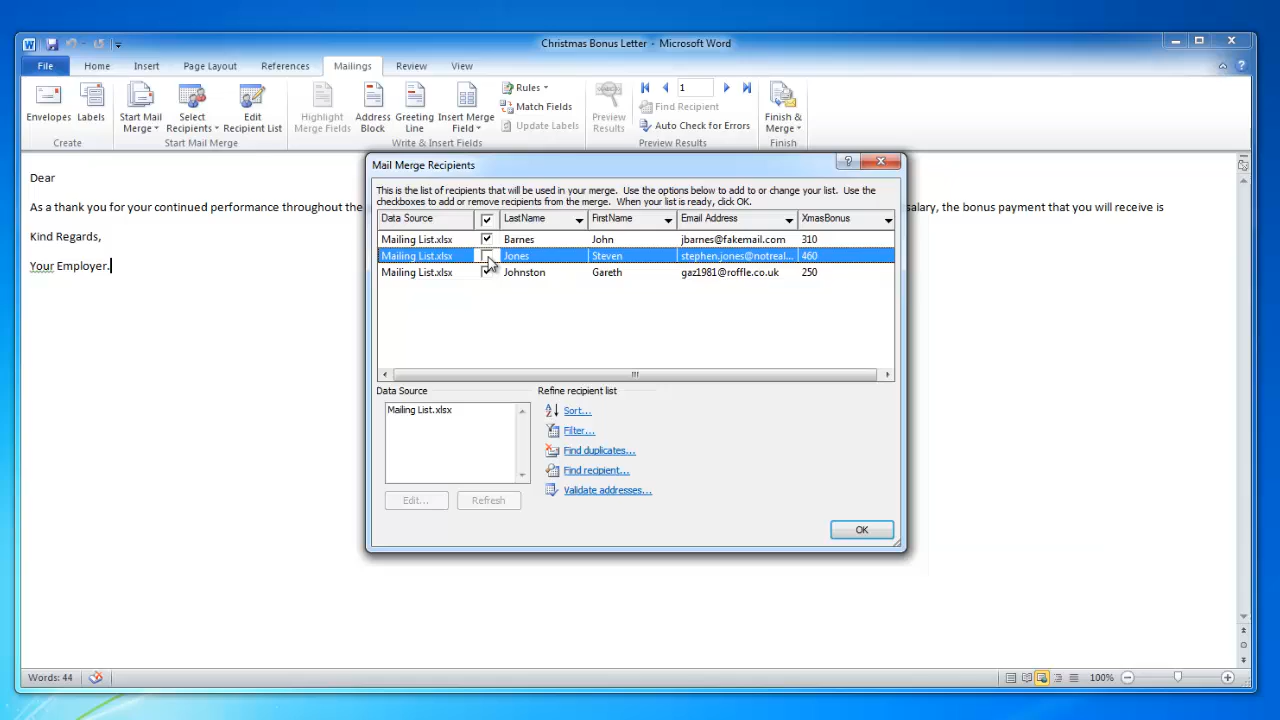 Christmas Bonus Letter - Microsoft Word
File Home Insert Page Layout References Mailings Review View
Envelopes Labels Start Mail Merge Select Recipients Edit Recipient List Highlight Merge Fields Address Block Greeting Line Insert Merge Field Rules Match Fields Update Labels Preview Results 1 Find Recipient Auto Check for Errors Finish & Merge
Create Start Mail Merge Write & Insert Fields Preview Results Finish
Dear
As a thank you for your continued performance throughout the
salary, the bonus payment that you will receive is
Kind Regards,
Your Employer.
Mail Merge Recipients
This is the list of recipients that will be used in your merge. Use the options below to add to or change your list. Use the
checkboxes to add or remove recipients from the merge. When your list is ready, click OK.
Data Source LastName FirstName Email Address XmasBonus
Mailing List.xlsx Barnes John jbarnes@fakemail.com 310
Mailing List.xlsx Jones Steven stephen.jones@notreal... 460
Mailing List.xlsx Johnston Gareth gaz1981@roffle.co.uk 250
Data Source
Mailing List.xlsx
Edit... Refresh
Refine recipient list
Sort...
Filter...
Find duplicates...
Find recipient...
Validate addresses...
OK
Words: 44
100%